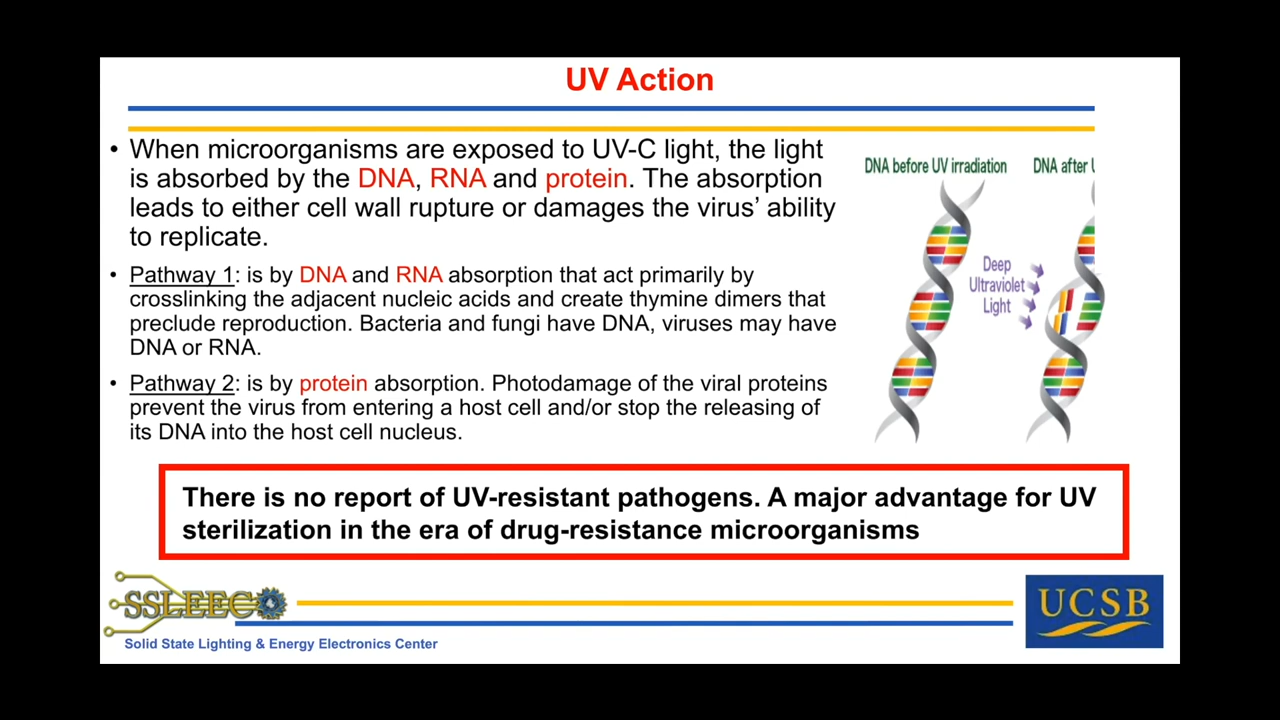 UV Action
• When microorganisms are exposed to UV-C light, the light
is absorbed by the DNA, RNA and protein. The absorption
leads to either cell wall rupture or damages the virus’ ability
to replicate.
• Pathway 1: is by DNA and RNA absorption that act primarily by
crosslinking the adjacent nucleic acids and create thymine dimers that
preclude reproduction. Bacteria and fungi have DNA, viruses may have
DNA or RNA.
• Pathway 2: is by protein absorption. Photodamage of the viral proteins
prevent the virus from entering a host cell and/or stop the releasing of
its DNA into the host cell nucleus.
DNA before UV irradiation
DNA after U
Deep
Ultraviolet
Light
There is no report of UV-resistant pathogens. A major advantage for UV
sterilization in the era of drug-resistance microorganisms
SSLEEC
Solid State Lighting & Energy Electronics Center
UCSB